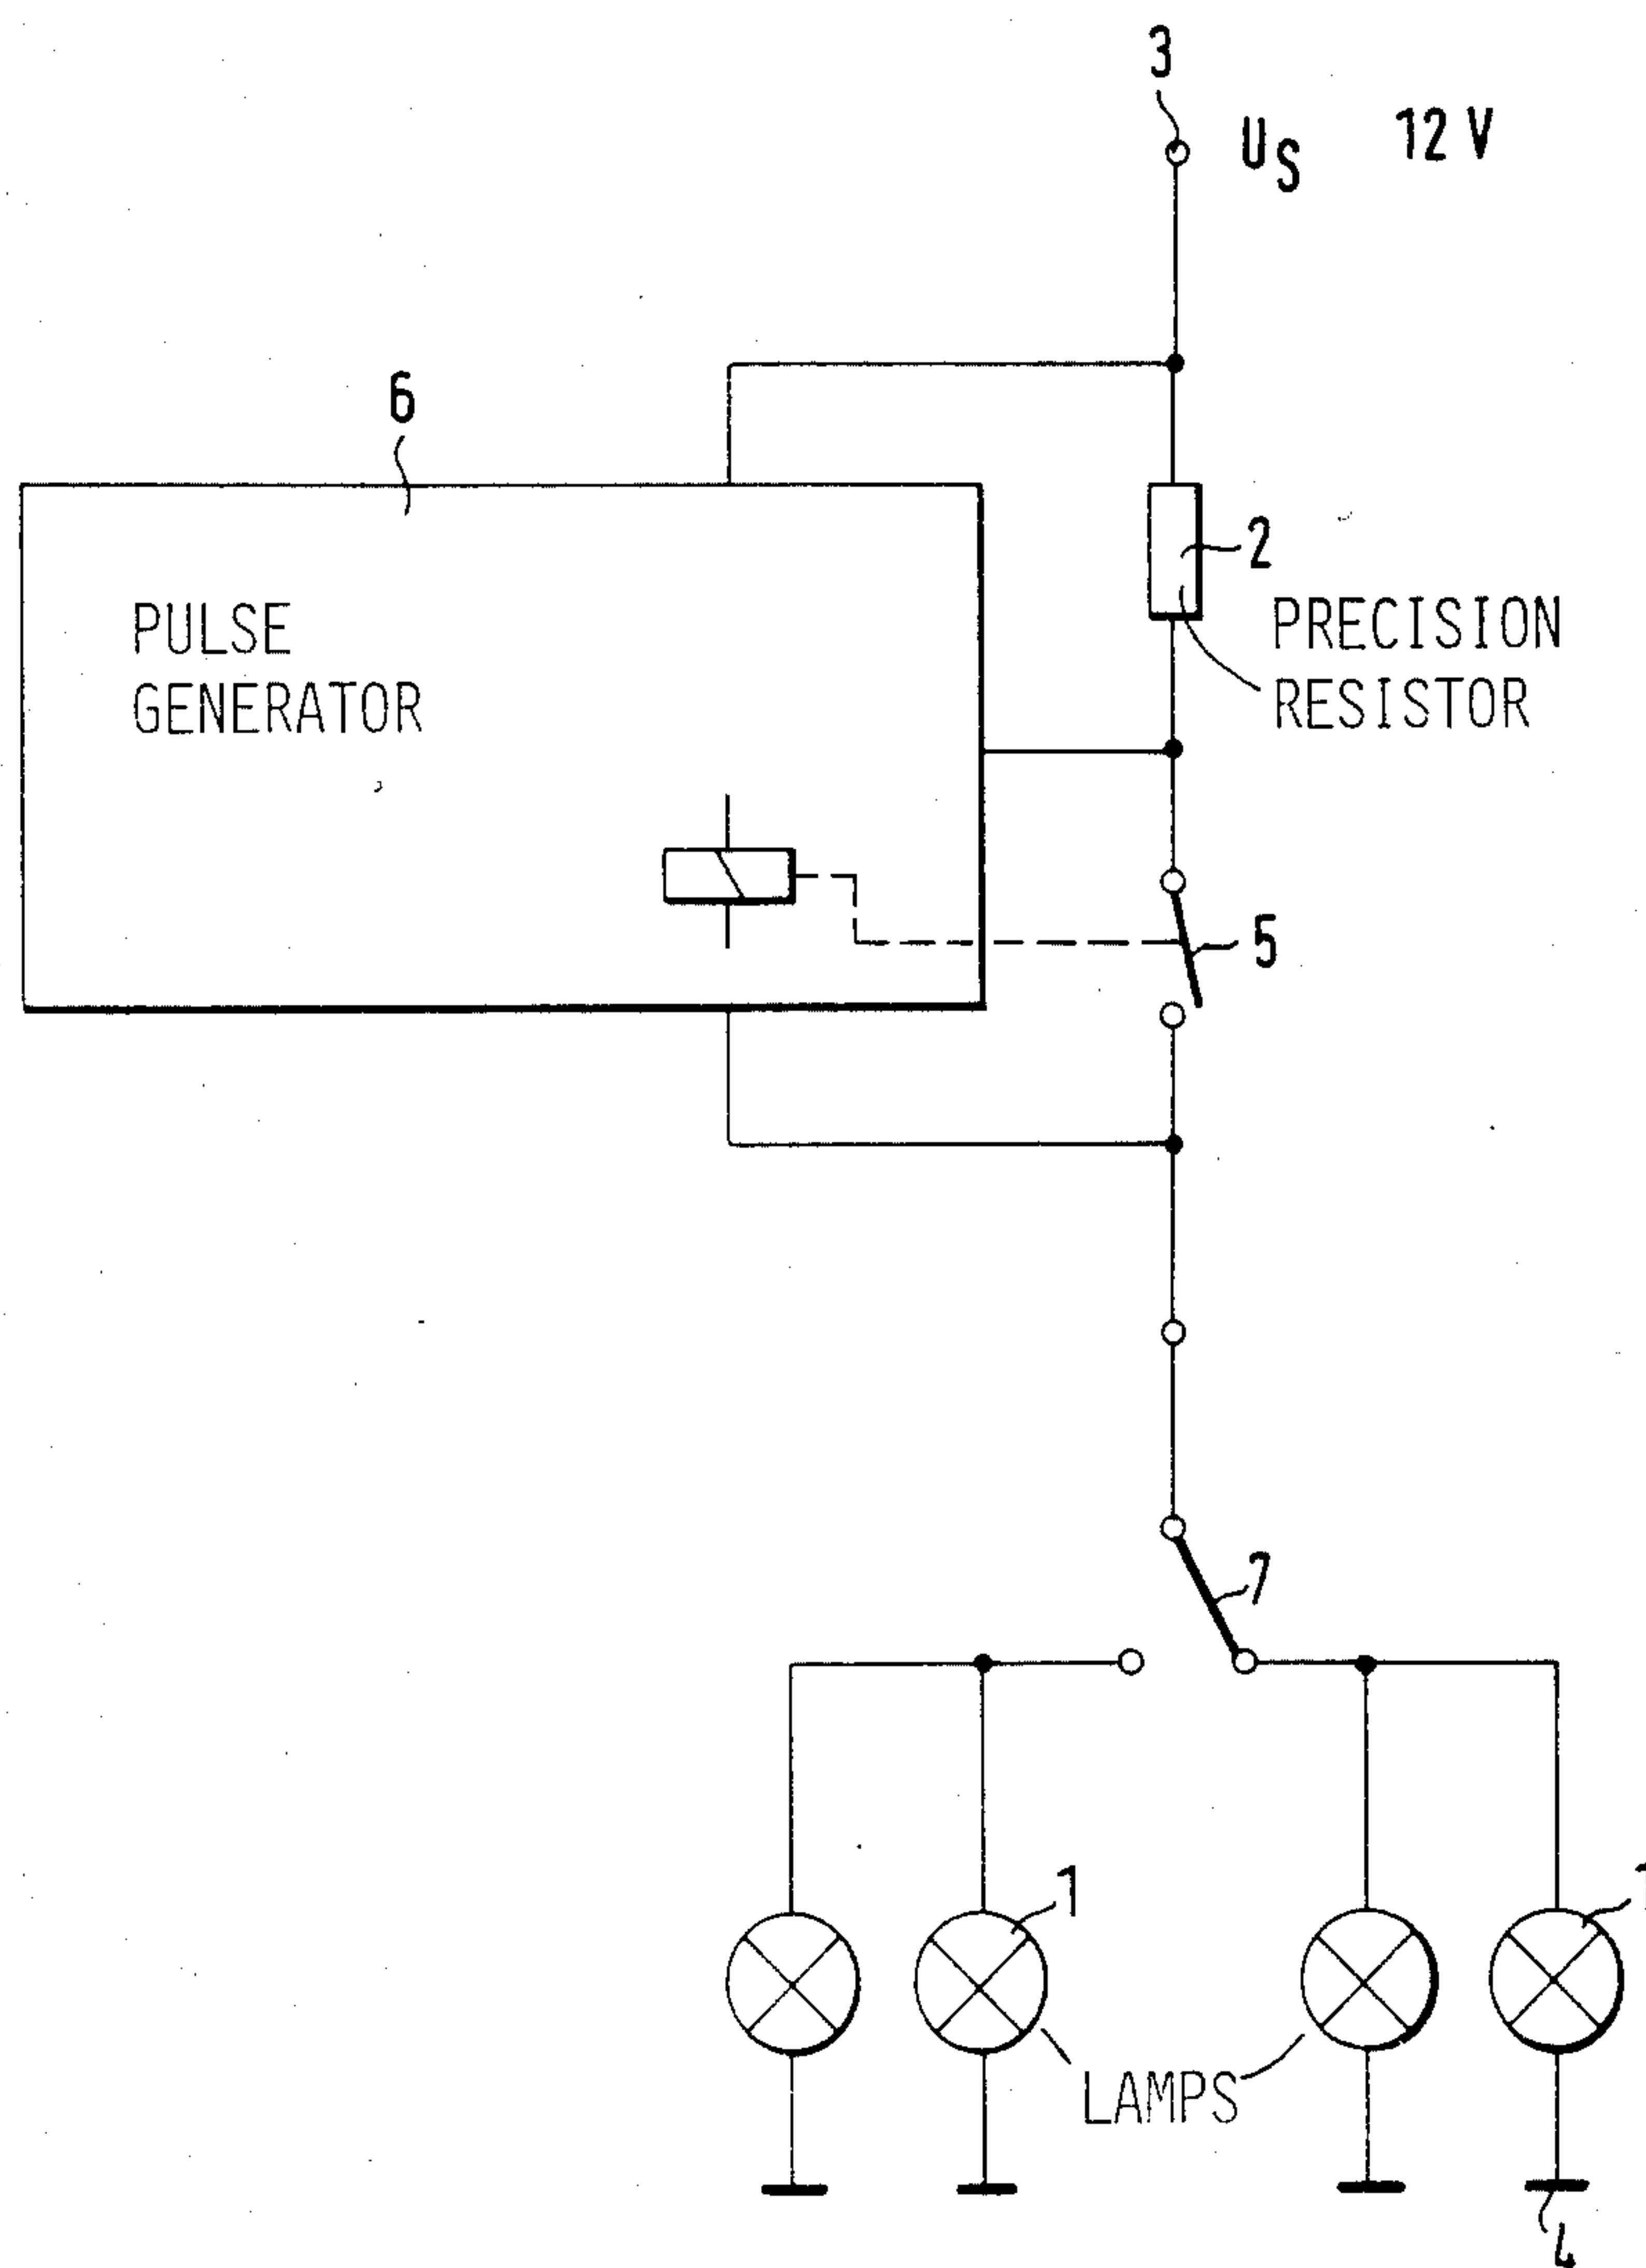 3
U_S 12 V
6
2
PULSE
GENERATOR
PRECISION
RESISTOR
5
7
1
1
LAMPS
4